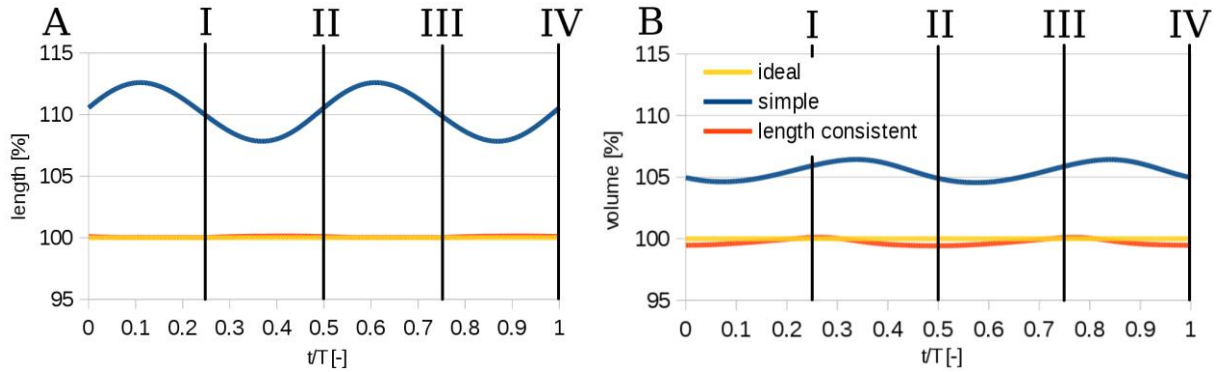 A
I II III IV
115
110
105
100
95
length [%]
0 0.1 0.2 0.3 0.4 0.5 0.6 0.7 0.8 0.9 1
t/T [-]
B
I II III IV
115
110
105
100
95
volume [%]
ideal
simple
length consistent
0 0.1 0.2 0.3 0.4 0.5 0.6 0.7 0.8 0.9 1
t/T [-]